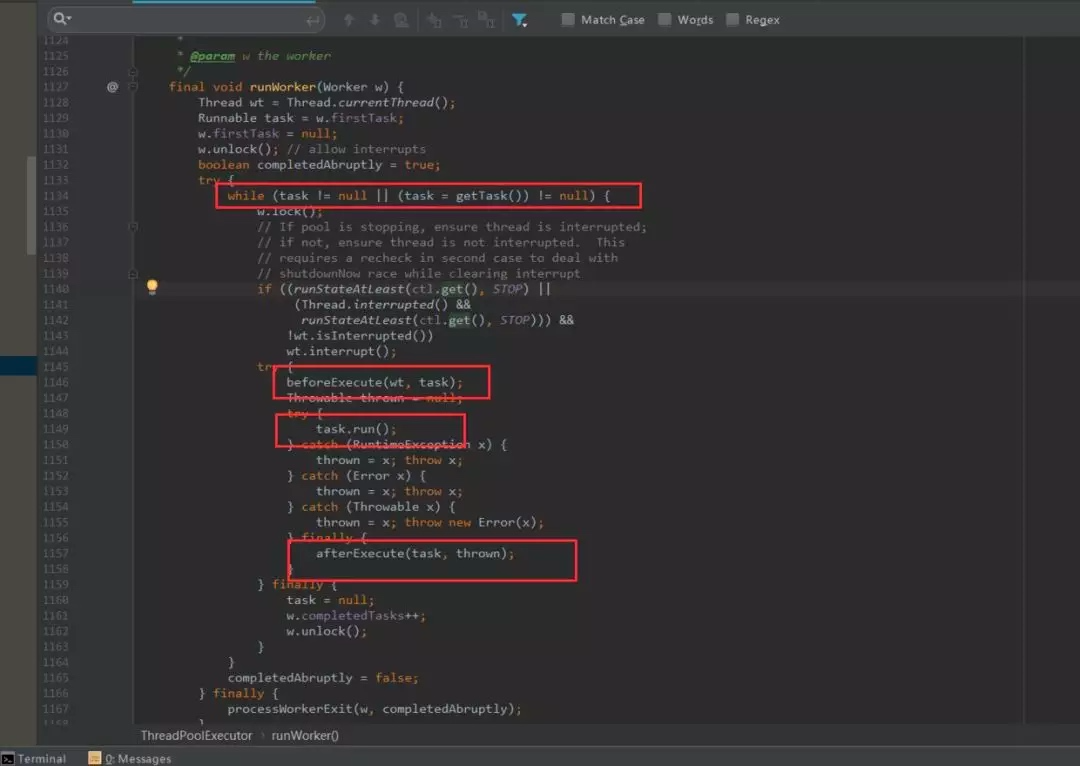 Match Case Words Regex
1124 *
1125 * @param w the worker
1126 */
1127 @ final void runWorker(Worker w) {
1128 Thread wt = Thread.currentThread();
1129 Runnable task = w.firstTask;
1130 w.firstTask = null;
1131 w.unlock(); // allow interrupts
1132 boolean completedAbruptly = true;
1133 try {
1134 while (task != null || (task = getTask()) != null) {
1135 w.lock();
1136 // If pool is stopping, ensure thread is interrupted;
1137 // if not, ensure thread is not interrupted. This
1138 // requires a recheck in second case to deal with
1139 // shutdownNow race while clearing interrupt
1140 if ((runStateAtLeast(ctl.get(), STOP) ||
1141 (Thread.interrupted() &&
1142 runStateAtLeast(ctl.get(), STOP))) &&
1143 !wt.isInterrupted())
1144 wt.interrupt();
1145 try {
1146 beforeExecute(wt, task);
1147 Throwable thrown = null;
1148 try {
1149 task.run();
1150 } catch (RuntimeException x) {
1151 thrown = x; throw x;
1152 } catch (Error x) {
1153 thrown = x; throw x;
1154 } catch (Throwable x) {
1155 thrown = x; throw new Error(x);
1156 } finally {
1157 afterExecute(task, thrown);
1158 }
1159 } finally {
1160 task = null;
1161 w.completedTasks++;
1162 w.unlock();
1163 }
1164 }
1165 completedAbruptly = false;
1166 } finally {
1167 processWorkerExit(w, completedAbruptly);
1168 }
ThreadPoolExecutor › runWorker()
Terminal 0: Messages